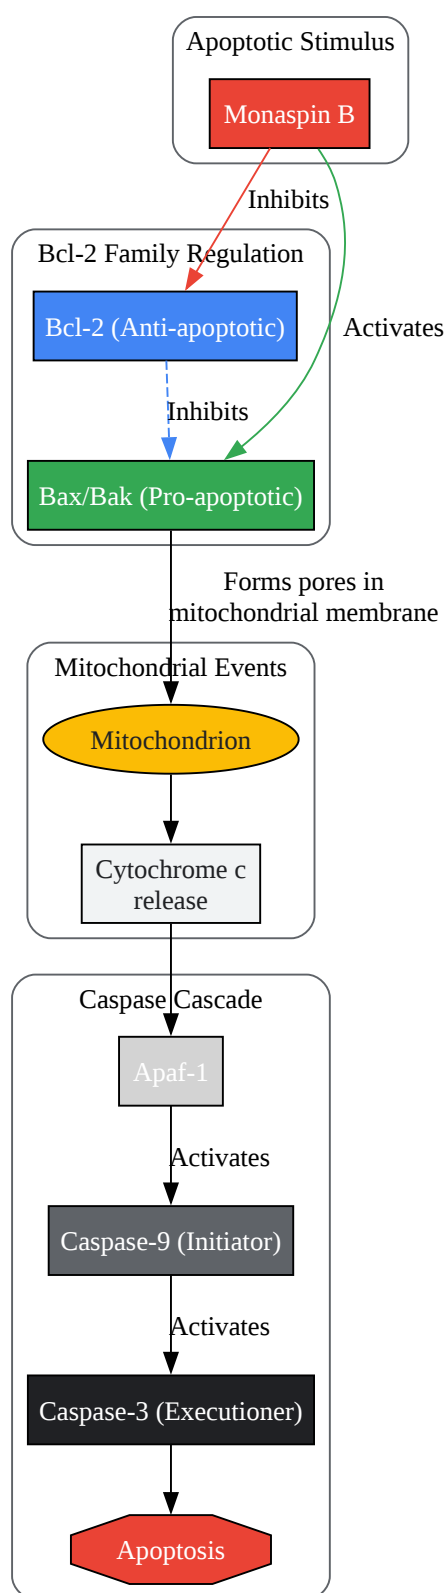 Apoptotic Stimulus
Monaspin B
Inhibits
Bcl-2 Family Regulation
Bcl-2 (Anti-apoptotic)
Activates
Inhibits
Bax/Bak (Pro-apoptotic)
Forms pores in
mitochondrial membrane
Mitochondrial Events
Mitochondrion
Cytochrome c
release
Caspase Cascade
Apaf-1
Activates
Caspase-9 (Initiator)
Activates
Caspase-3 (Executioner)
Apoptosis